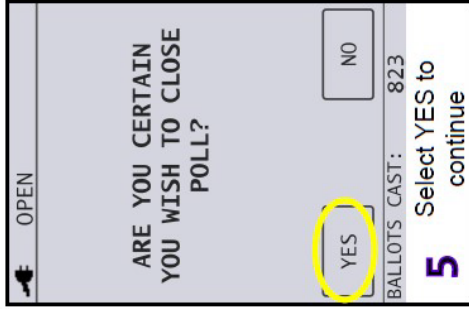 OPEN
ARE YOU CERTAIN
YOU WISH TO CLOSE
POLL?
YES NO
BALLOTS CAST: 823
5 Select YES to
continue